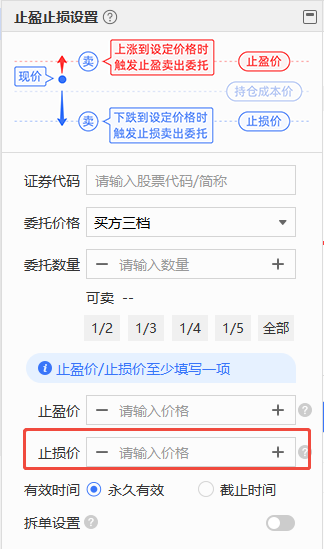 止盈止损设置 ?
上涨到设定价格时
触发止盈卖出委托
卖
止盈价
现价
持仓成本价
卖
下跌到设定价格时
触发止损卖出委托
止损价
证券代码 请输入股票代码/简称
委托价格 买方三档
委托数量 － 请输入数量 +
可卖 --
1/2 1/3 1/4 1/5 全部
i 止盈价/止损价至少填写一项
止盈价 － 请输入价格 + ?
止损价 － 请输入价格 + ?
有效时间 永久有效 截止时间
拆单设置 ?